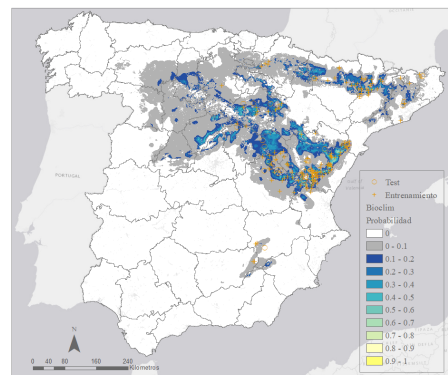 PORTUGAL
Test
Entrenamiento
Bioclim
Probabilidad
0
0 - 0.1
0.1 - 0.2
0.2 - 0.3
0.3 - 0.4
0.4 - 0.5
0.5 - 0.6
0.6 - 0.7
0.7 - 0.8
0.8 - 0.9
0.9 - 1
N
0 40 80 160 240
Kilometros